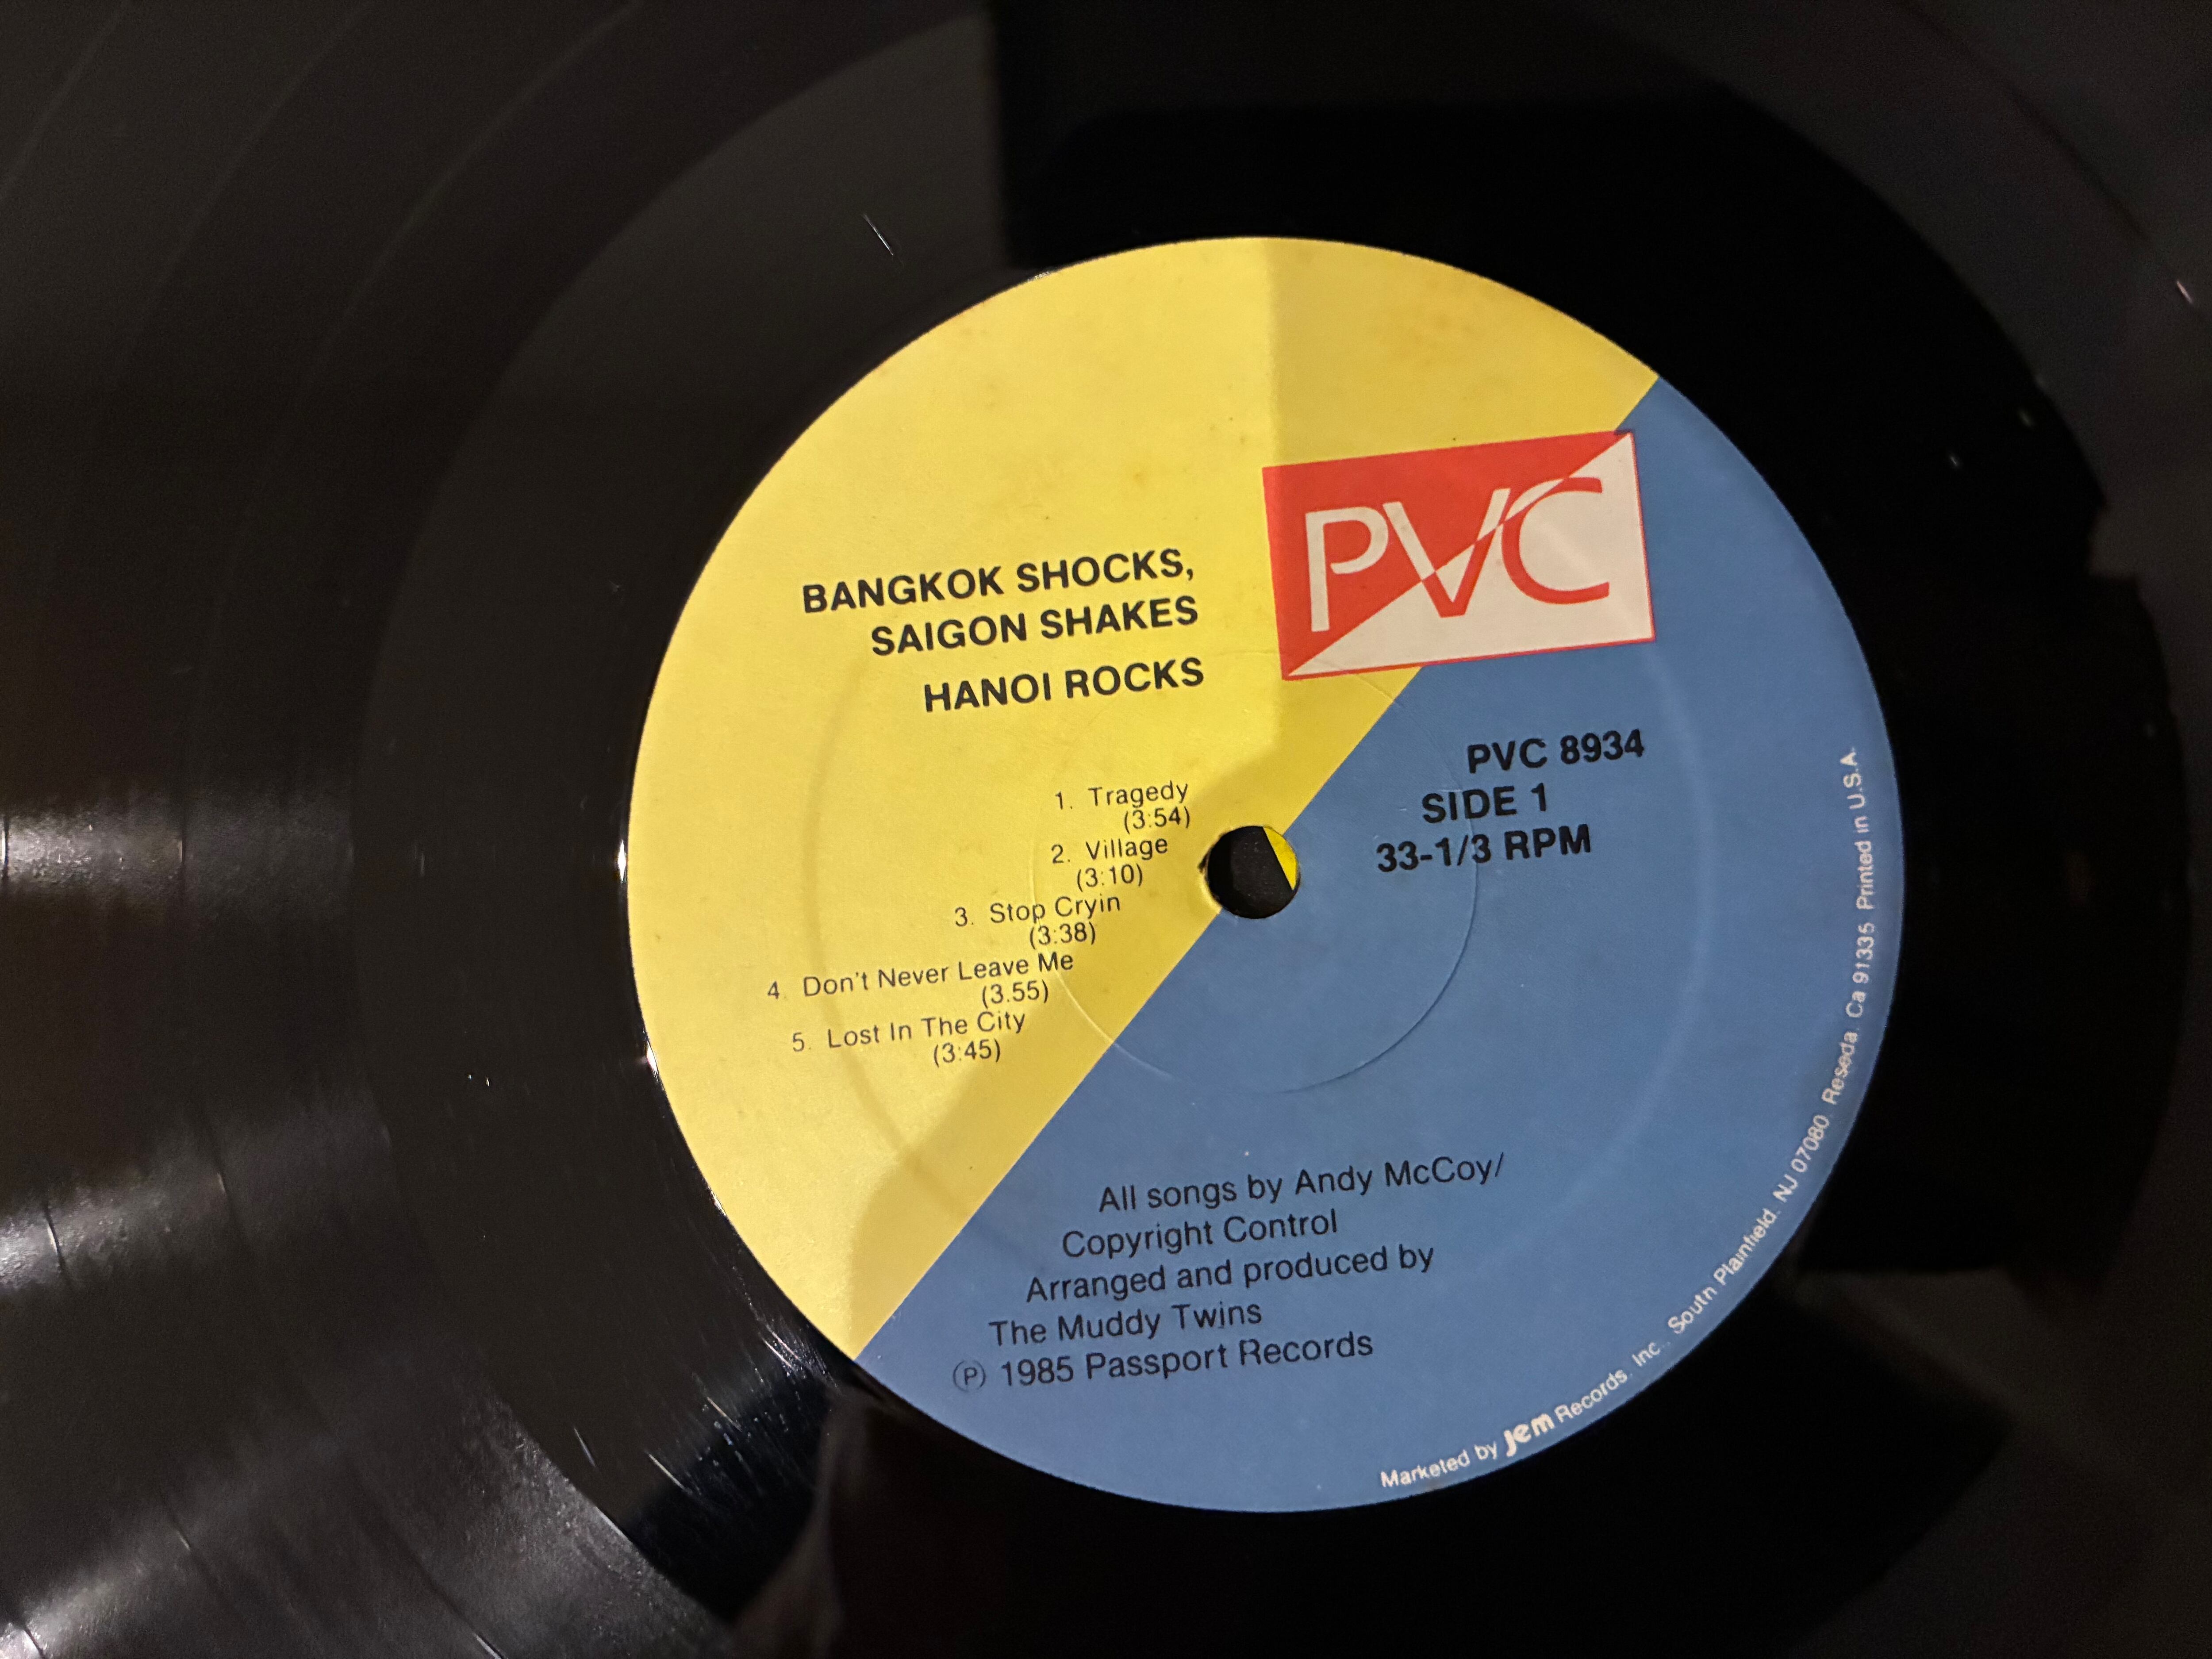 BANGKOK SHOCKS,
SAIGON SHAKES
HANOI ROCKS
PVC
PVC 8934
SIDE 1
33-1/3 RPM
1. Tragedy
(3:54)
2. Village
(3:10)
3. Stop Cryin
(3:38)
4. Don't Never Leave Me
(3.55)
5. Lost In The City
(3:45)
All songs by Andy McCoy/
Copyright Control
Arranged and produced by
The Muddy Twins
Ⓟ 1985 Passport Records
Marketed by Jem Records, Inc., South Plainfield, NJ 07080 Reseda, Ca 91335 Printed in U.S.A.